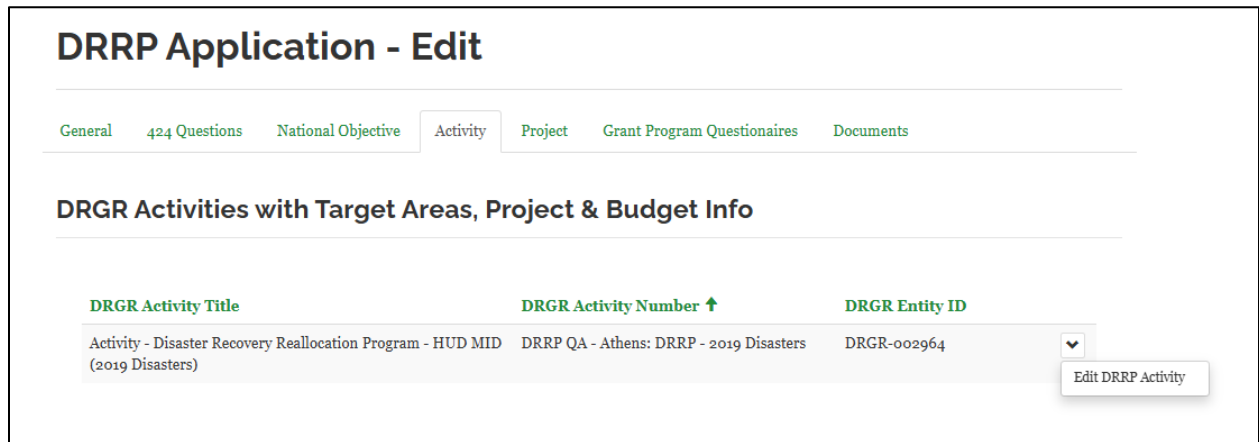 DRRP Application - Edit
General 424 Questions National Objective Activity Project Grant Program Questionaires Documents
DRGR Activities with Target Areas, Project & Budget Info
DRGR Activity Title DRGR Activity Number DRGR Entity ID
Activity - Disaster Recovery Reallocation Program - HUD MID DRRP QA - Athens: DRRP - 2019 Disasters DRGR-002964
(2019 Disasters)
Edit DRRP Activity